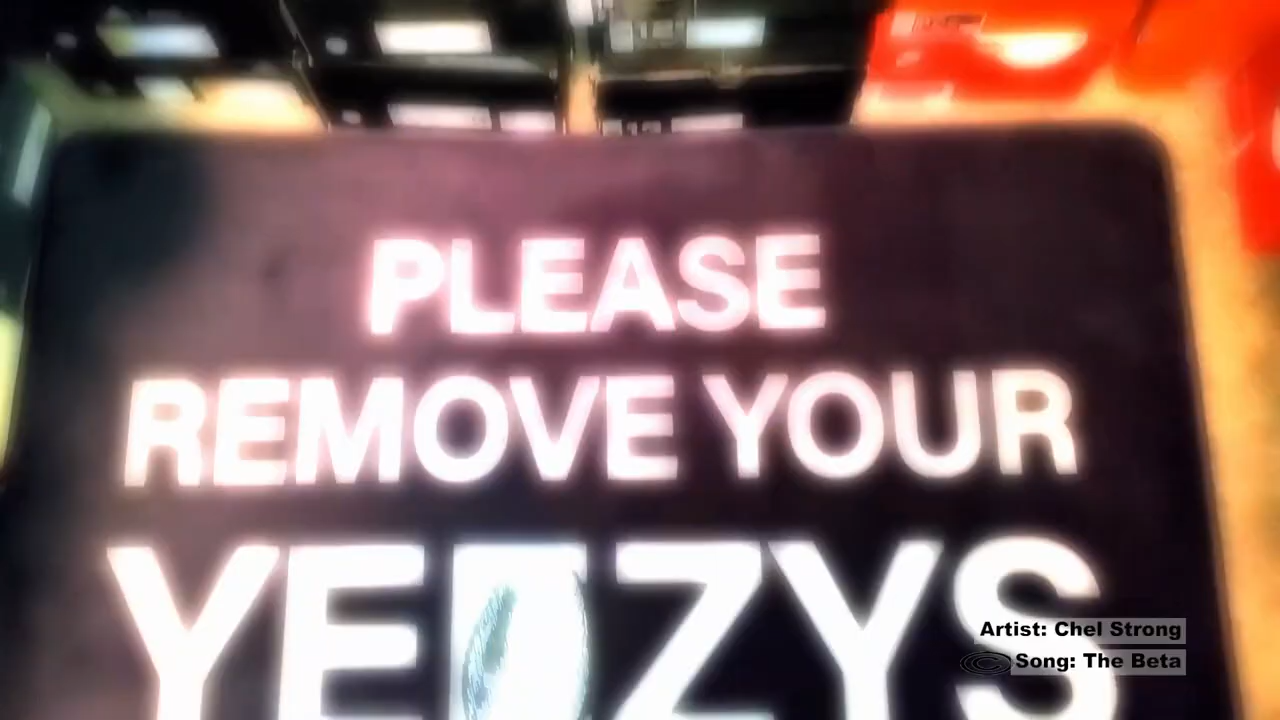 PLEASE
REMOVE YOUR
YEEZYS
Artist: Chel Strong
Song: The Beta